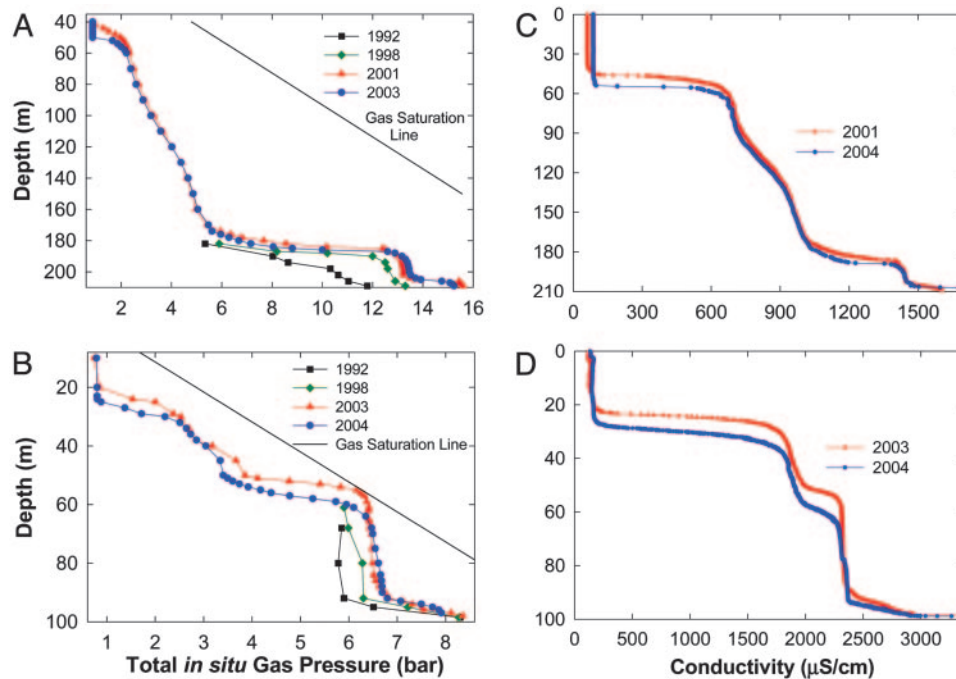 A
1992
1998
2001
2003
Gas Saturation
Line
Depth (m)
40
60
80
100
120
140
160
180
200
2 4 6 8 10 12 14 16
C
2001
2004
Depth (m)
0
30
60
90
120
150
180
210
0 300 600 900 1200 1500
B
1992
1998
2003
2004
Gas Saturation Line
Depth (m)
20
40
60
80
100
1 2 3 4 5 6 7 8
Total in situ Gas Pressure (bar)
D
2003
2004
Depth (m)
0
20
40
60
80
100
0 500 1000 1500 2000 2500 3000
Conductivity (μS/cm)